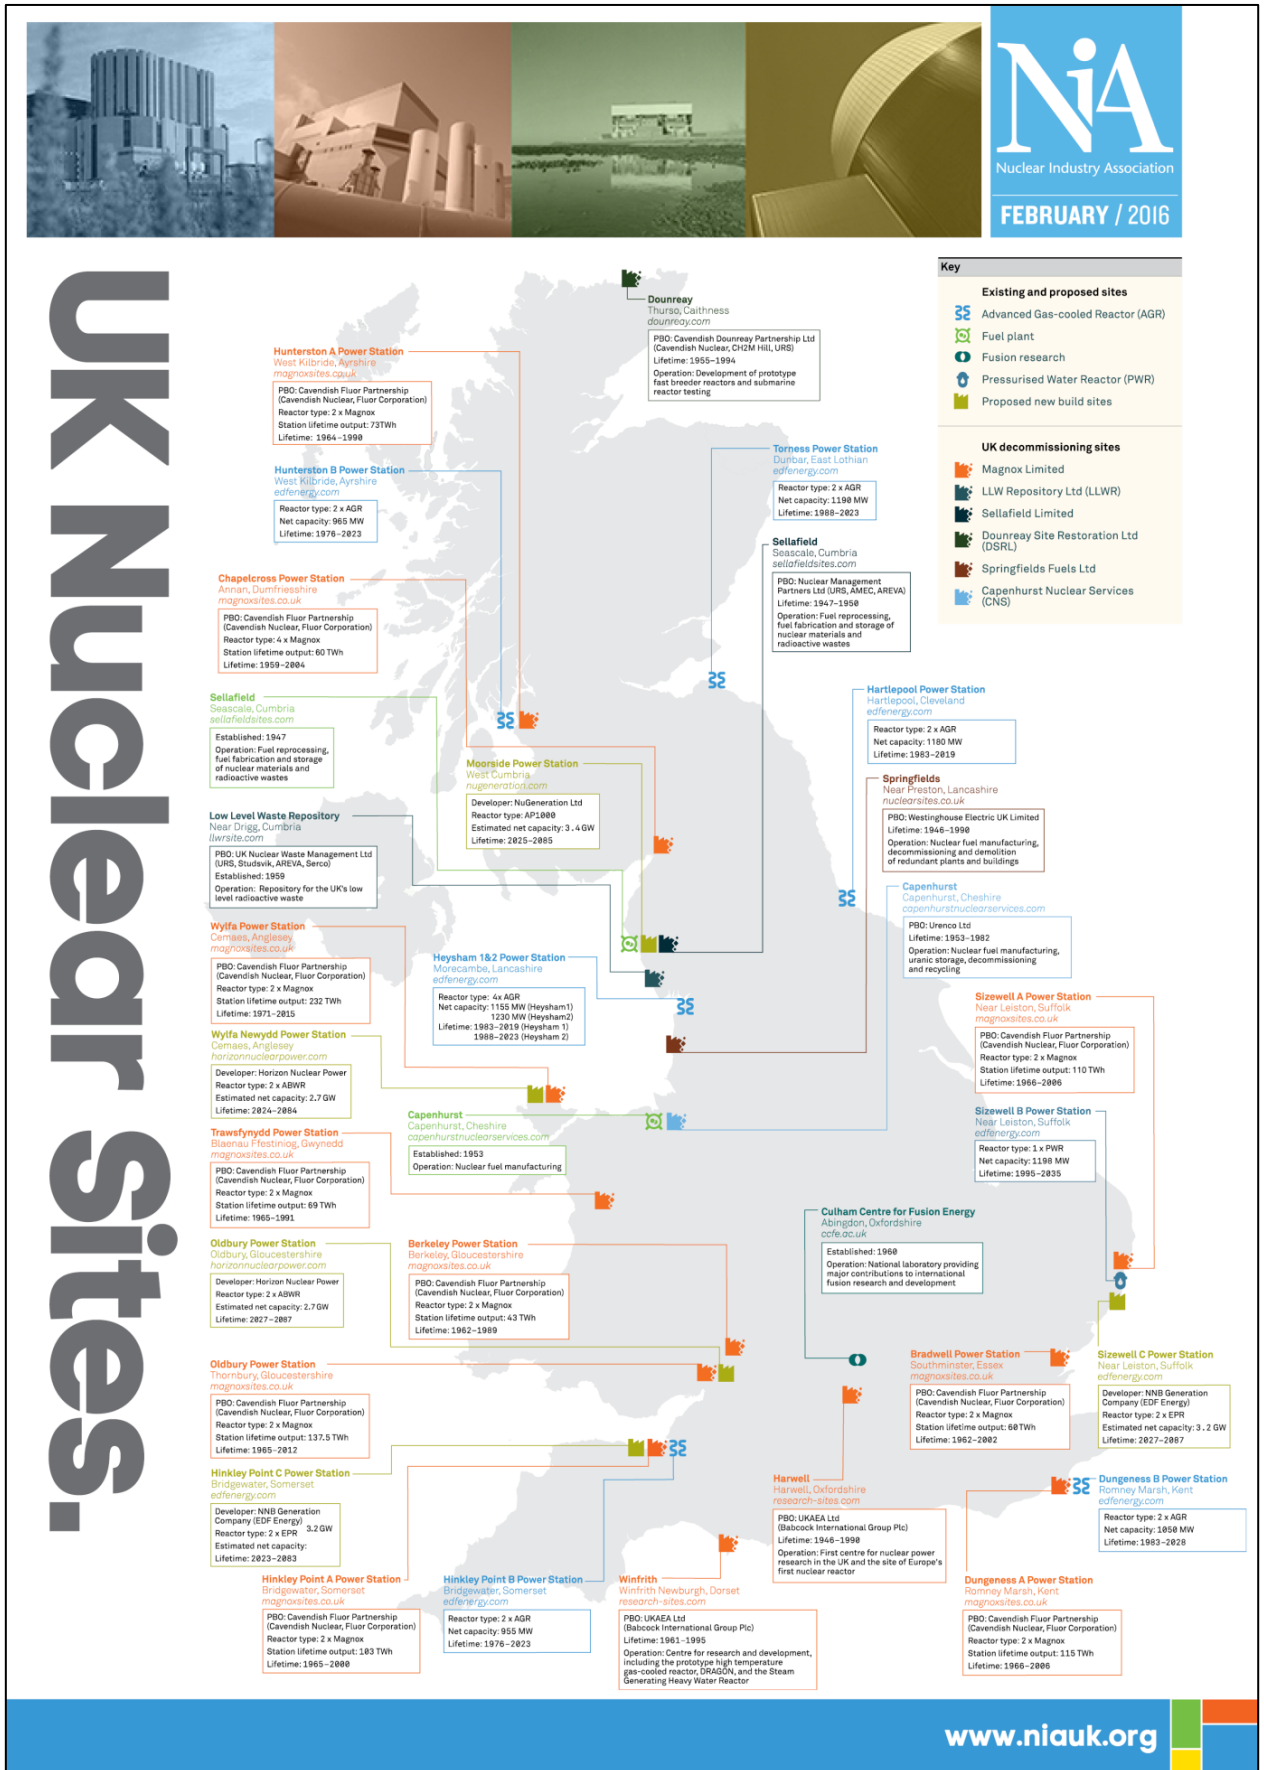 NiA
Nuclear Industry Association
FEBRUARY / 2016
UK Nuclear Sites.
Key
Existing and proposed sites
Advanced Gas-cooled Reactor (AGR)
Fuel plant
Fusion research
Pressurised Water Reactor (PWR)
Proposed new build sites
UK decommissioning sites
Magnox Limited
LLW Repository Ltd (LLWR)
Sellafield Limited
Dounreay Site Restoration Ltd
(DSRL)
Springfields Fuels Ltd
Capenhurst Nuclear Services
(CNS)
Dounreay
Thurso, Caithness
dounreay.com
PBO: Cavendish Dounreay Partnership Ltd
(Cavendish Nuclear, CH2M Hill, URS)
Lifetime: 1955–1994
Operation: Development of prototype
fast breeder reactors and submarine
reactor testing
Hunterston A Power Station
West Kilbride, Ayrshire
magnoxsites.co.uk
PBO: Cavendish Fluor Partnership
(Cavendish Nuclear, Fluor Corporation)
Reactor type: 2 x Magnox
Station lifetime output: 73TWh
Lifetime: 1964–1990
Hunterston B Power Station
West Kilbride, Ayrshire
edfenergy.com
Reactor type: 2 x AGR
Net capacity: 965 MW
Lifetime: 1976–2023
Torness Power Station
Dunbar, East Lothian
edfenergy.com
Reactor type: 2 x AGR
Net capacity: 1190 MW
Lifetime: 1988–2023
Sellafield
Seascale, Cumbria
sellafieldsites.com
PBO: Nuclear Management
Partners Ltd (URS, AMEC, AREVA)
Lifetime: 1947–1950
Operation: Fuel reprocessing,
fuel fabrication and storage of
nuclear materials and
radioactive wastes
Chapelcross Power Station
Annan, Dumfriesshire
magnoxsites.co.uk
PBO: Cavendish Fluor Partnership
(Cavendish Nuclear, Fluor Corporation)
Reactor type: 4 x Magnox
Station lifetime output: 60 TWh
Lifetime: 1959–2004
Sellafield
Seascale, Cumbria
sellafieldsites.com
Established: 1947
Operation: Fuel reprocessing,
fuel fabrication and storage
of nuclear materials and
radioactive wastes
Hartlepool Power Station
Hartlepool, Cleveland
edfenergy.com
Reactor type: 2 x AGR
Net capacity: 1180 MW
Lifetime: 1983–2019
Moorside Power Station
West Cumbria
nugeneration.com
Developer: NuGeneration Ltd
Reactor type: AP1000
Estimated net capacity: 3.4 GW
Lifetime: 2025–2085
Springfields
Near Preston, Lancashire
nuclearsites.co.uk
PBO: Westinghouse Electric UK Limited
Lifetime: 1946–1990
Operation: Nuclear fuel manufacturing,
decommissioning and demolition
of redundant plants and buildings
Low Level Waste Repository
Near Drigg, Cumbria
llwrsite.com
PBO: UK Nuclear Waste Management Ltd
(URS, Studsvik, AREVA, Serco)
Established: 1959
Operation: Repository for the UK's low
level radioactive waste
Capenhurst
Capenhurst, Cheshire
capenhurstnuclearservices.com
PBO: Urenco Ltd
Lifetime: 1953–1982
Operation: Nuclear fuel manufacturing,
uranic storage, decommissioning
and recycling
Wylfa Power Station
Cemaes, Anglesey
magnoxsites.co.uk
PBO: Cavendish Fluor Partnership
(Cavendish Nuclear, Fluor Corporation)
Reactor type: 2 x Magnox
Station lifetime output: 232 TWh
Lifetime: 1971–2015
Heysham 1&2 Power Station
Morecambe, Lancashire
edfenergy.com
Reactor type: 4x AGR
Net capacity: 1155 MW (Heysham1)
1230 MW (Heysham2)
Lifetime: 1983–2019 (Heysham 1)
1988–2023 (Heysham 2)
Sizewell A Power Station
Near Leiston, Suffolk
magnoxsites.co.uk
PBO: Cavendish Fluor Partnership
(Cavendish Nuclear, Fluor Corporation)
Reactor type: 2 x Magnox
Station lifetime output: 110 TWh
Lifetime: 1966–2006
Wylfa Newydd Power Station
Cemaes, Anglesey
horizonnuclearpower.com
Developer: Horizon Nuclear Power
Reactor type: 2 x ABWR
Estimated net capacity: 2.7 GW
Lifetime: 2024–2084
Capenhurst
Capenhurst, Cheshire
capenhurstnuclearservices.com
Established: 1953
Operation: Nuclear fuel manufacturing
Sizewell B Power Station
Near Leiston, Suffolk
edfenergy.com
Reactor type: 1 x PWR
Net capacity: 1198 MW
Lifetime: 1995–2035
Trawsfynydd Power Station
Blaenau Ffestiniog, Gwynedd
magnoxsites.co.uk
PBO: Cavendish Fluor Partnership
(Cavendish Nuclear, Fluor Corporation)
Reactor type: 2 x Magnox
Station lifetime output: 69 TWh
Lifetime: 1965–1991
Culham Centre for Fusion Energy
Abingdon, Oxfordshire
ccfe.ac.uk
Established: 1960
Operation: National laboratory providing
major contributions to international
fusion research and development
Oldbury Power Station
Oldbury, Gloucestershire
horizonnuclearpower.com
Developer: Horizon Nuclear Power
Reactor type: 2 x ABWR
Estimated net capacity: 2.7 GW
Lifetime: 2027–2087
Berkeley Power Station
Berkeley, Gloucestershire
magnoxsites.co.uk
PBO: Cavendish Fluor Partnership
(Cavendish Nuclear, Fluor Corporation)
Reactor type: 2 x Magnox
Station lifetime output: 43 TWh
Lifetime: 1962–1989
Oldbury Power Station
Thornbury, Gloucestershire
magnoxsites.co.uk
PBO: Cavendish Fluor Partnership
(Cavendish Nuclear, Fluor Corporation)
Reactor type: 2 x Magnox
Station lifetime output: 137.5 TWh
Lifetime: 1965–2012
Bradwell Power Station
Southminster, Essex
magnoxsites.co.uk
PBO: Cavendish Fluor Partnership
(Cavendish Nuclear, Fluor Corporation)
Reactor type: 2 x Magnox
Station lifetime output: 60TWh
Lifetime: 1962–2002
Sizewell C Power Station
Near Leiston, Suffolk
edfenergy.com
Developer: NNB Generation
Company (EDF Energy)
Reactor type: 2 x EPR
Estimated net capacity: 3.2 GW
Lifetime: 2027–2087
Hinkley Point C Power Station
Bridgewater, Somerset
edfenergy.com
Developer: NNB Generation
Company (EDF Energy)
Reactor type: 2 x EPR 3.2 GW
Estimated net capacity:
Lifetime: 2023–2083
Harwell
Harwell, Oxfordshire
research-sites.com
PBO: UKAEA Ltd
(Babcock International Group Plc)
Lifetime: 1946–1990
Operation: First centre for nuclear power
research in the UK and the site of Europe's
first nuclear reactor
Dungeness B Power Station
Romney Marsh, Kent
edfenergy.com
Reactor type: 2 x AGR
Net capacity: 1050 MW
Lifetime: 1983–2028
Hinkley Point A Power Station
Bridgewater, Somerset
magnoxsites.co.uk
PBO: Cavendish Fluor Partnership
(Cavendish Nuclear, Fluor Corporation)
Reactor type: 2 x Magnox
Station lifetime output: 103 TWh
Lifetime: 1965–2000
Hinkley Point B Power Station
Bridgewater, Somerset
edfenergy.com
Reactor type: 2 x AGR
Net capacity: 955 MW
Lifetime: 1976–2023
Winfrith
Winfrith Newburgh, Dorset
research-sites.com
PBO: UKAEA Ltd
(Babcock International Group Plc)
Lifetime: 1961–1995
Operation: Centre for research and development,
including the prototype high temperature
gas-cooled reactor, DRAGON, and the Steam
Generating Heavy Water Reactor
Dungeness A Power Station
Romney Marsh, Kent
magnoxsites.co.uk
PBO: Cavendish Fluor Partnership
(Cavendish Nuclear, Fluor Corporation)
Reactor type: 2 x Magnox
Station lifetime output: 115 TWh
Lifetime: 1966–2006
www.niauk.org